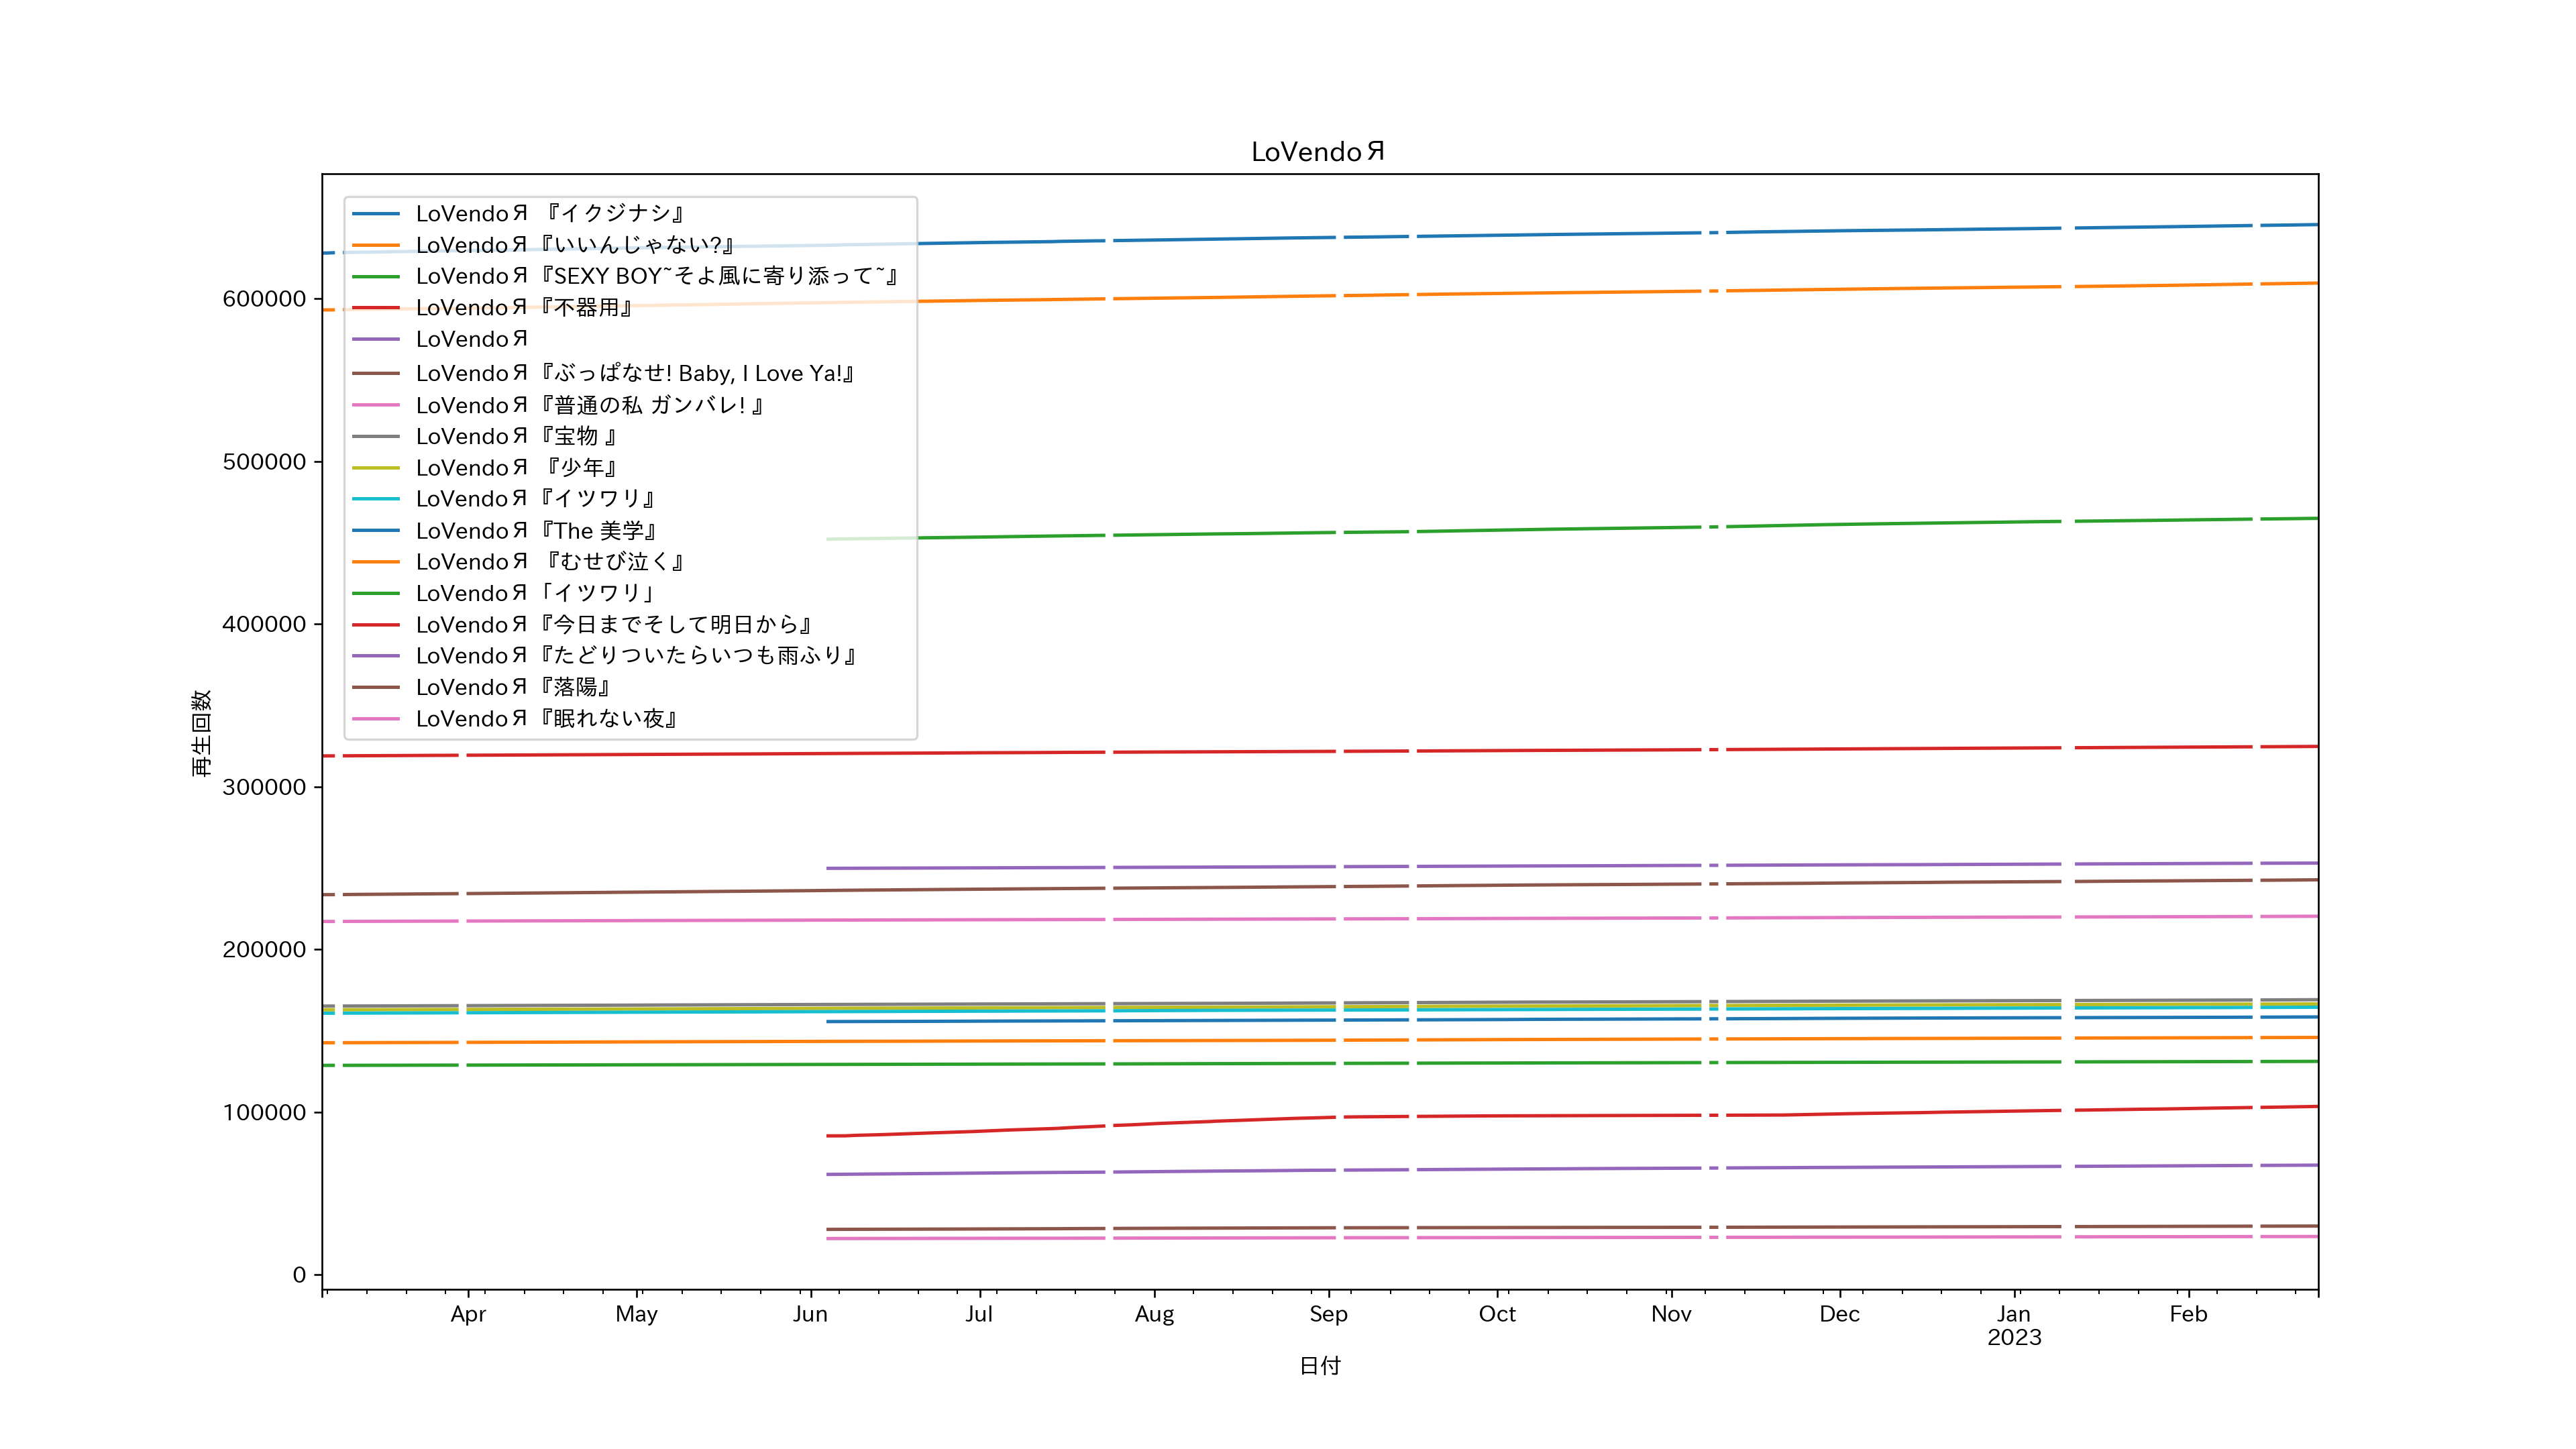 LoVendoЯ
LoVendoЯ 『イクジナシ』
LoVendoЯ『いいんじゃない?』
LoVendoЯ『SEXY BOY~そよ風に寄り添って~』
LoVendoЯ『不器用』
LoVendoЯ
LoVendoЯ『ぶっぱなせ! Baby, I Love Ya!』
LoVendoЯ『普通の私 ガンバレ! 』
LoVendoЯ『宝物 』
LoVendoЯ 『少年』
LoVendoЯ『イツワリ』
LoVendoЯ『The 美学』
LoVendoЯ 『むせび泣く』
LoVendoЯ「イツワリ」
LoVendoЯ『今日までそして明日から』
LoVendoЯ『たどりついたらいつも雨ふり』
LoVendoЯ『落陽』
LoVendoЯ『眠れない夜』
再生回数
600000
500000
400000
300000
200000
100000
0
Apr May Jun Jul Aug Sep Oct Nov Dec Jan Feb
2023
日付